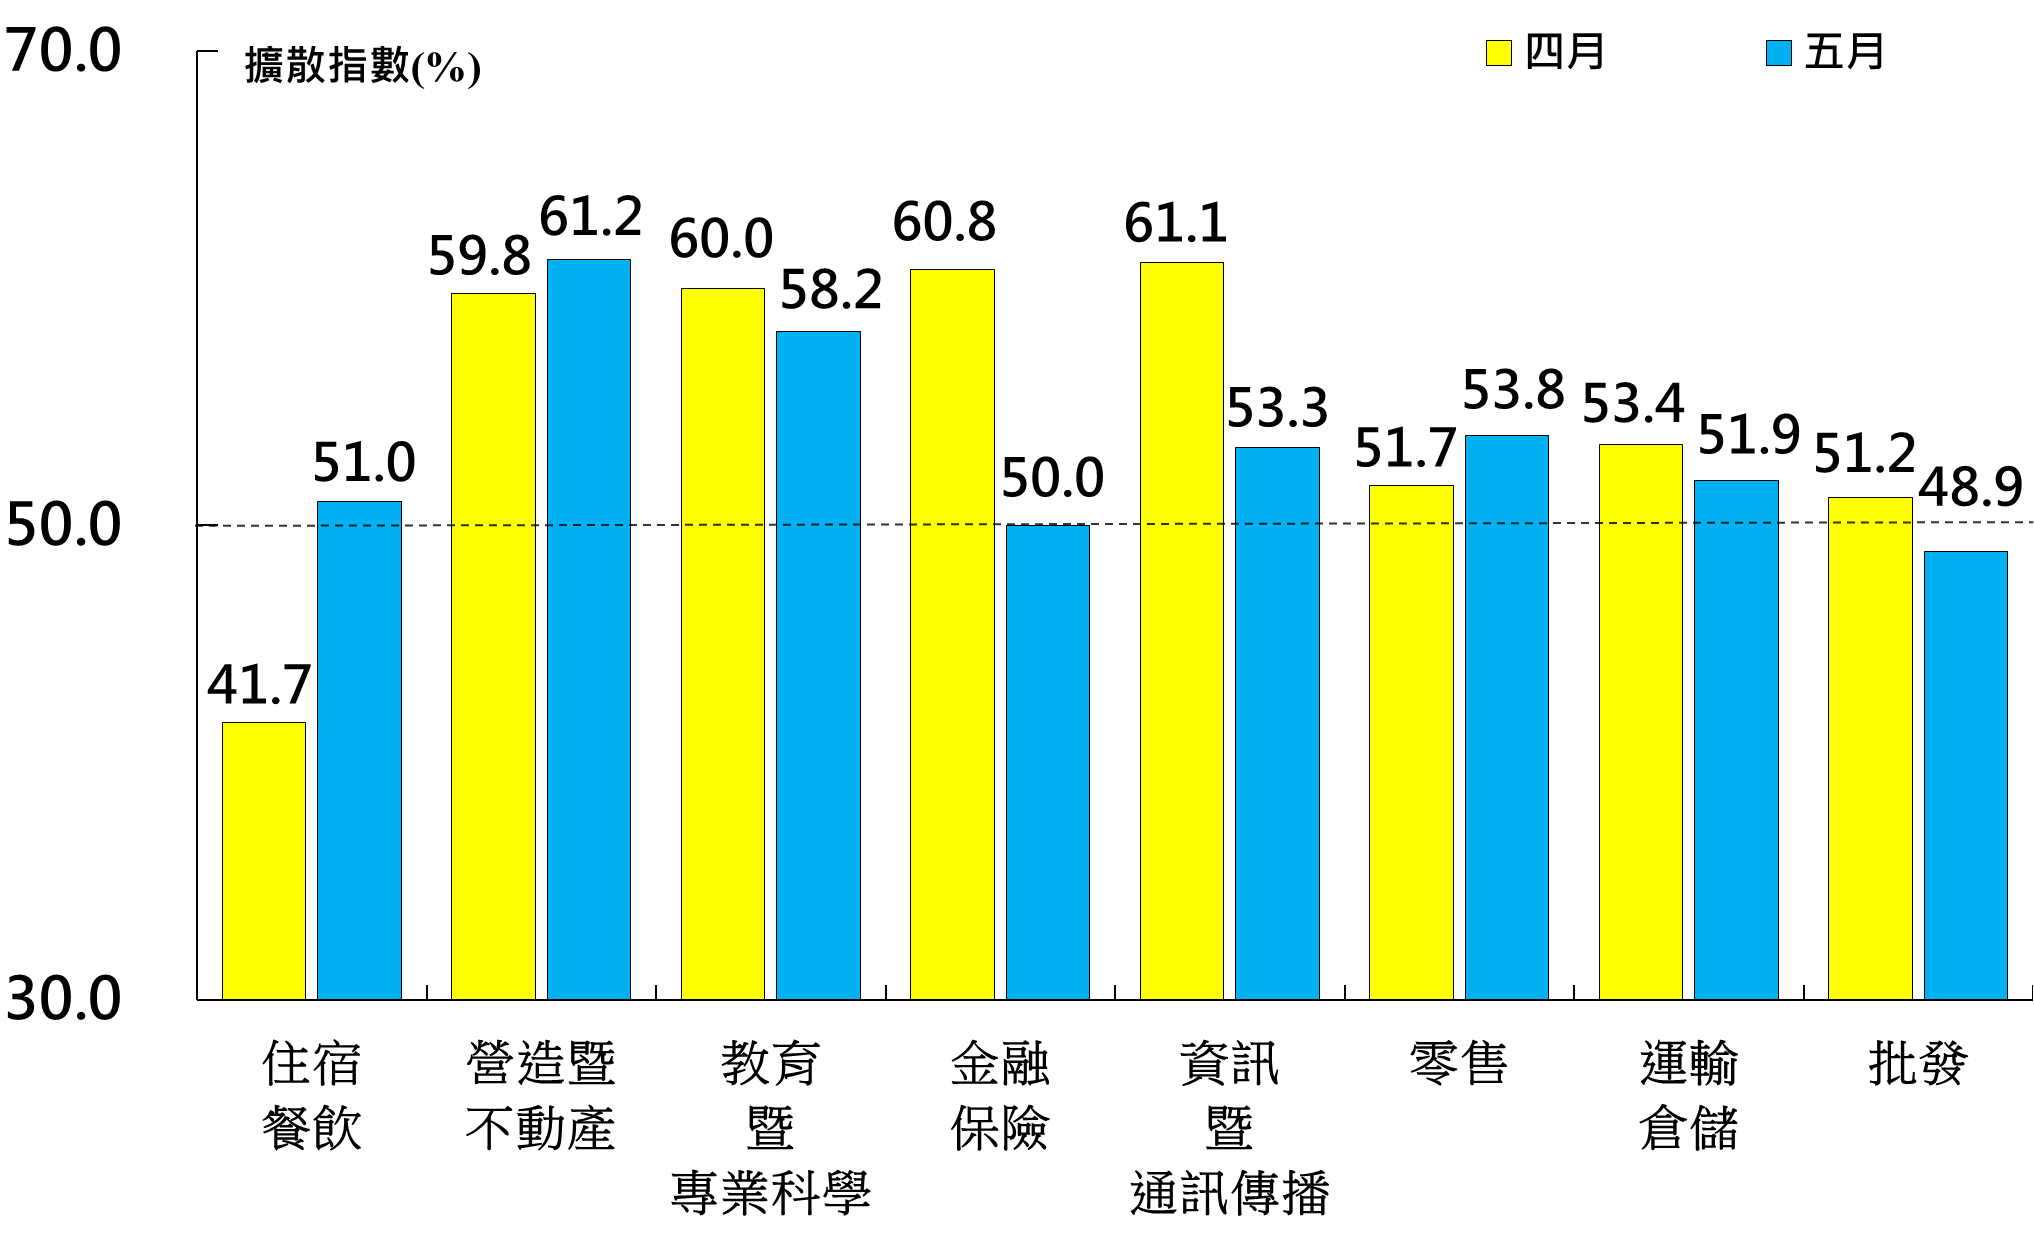 70.0
擴散指數(%)
四月
五月
50.0
30.0
41.7
51.0
59.8
61.2
60.0
58.2
60.8
50.0
61.1
53.3
51.7
53.8
53.4
51.9
51.2
48.9
住宿
餐飲
營造暨
不動產
教育
暨
專業科學
金融
保險
資訊
暨
通訊傳播
零售
運輸
倉儲
批發